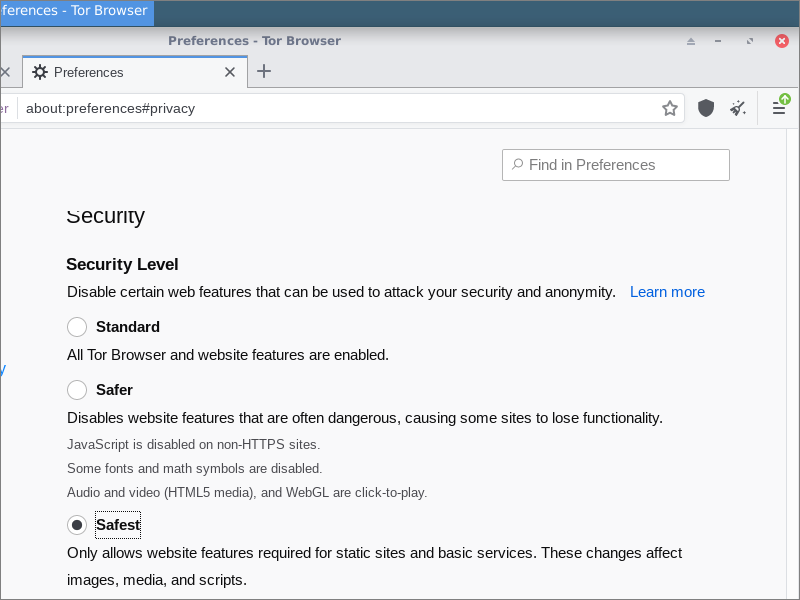 ferences - Tor Browser
Preferences - Tor Browser
Preferences
er
about:preferences#privacy
Find in Preferences
Security
Security Level
Disable certain web features that can be used to attack your security and anonymity. Learn more
Standard
All Tor Browser and website features are enabled.
y
Safer
Disables website features that are often dangerous, causing some sites to lose functionality.
JavaScript is disabled on non-HTTPS sites.
Some fonts and math symbols are disabled.
Audio and video (HTML5 media), and WebGL are click-to-play.
Safest
Only allows website features required for static sites and basic services. These changes affect
images, media, and scripts.